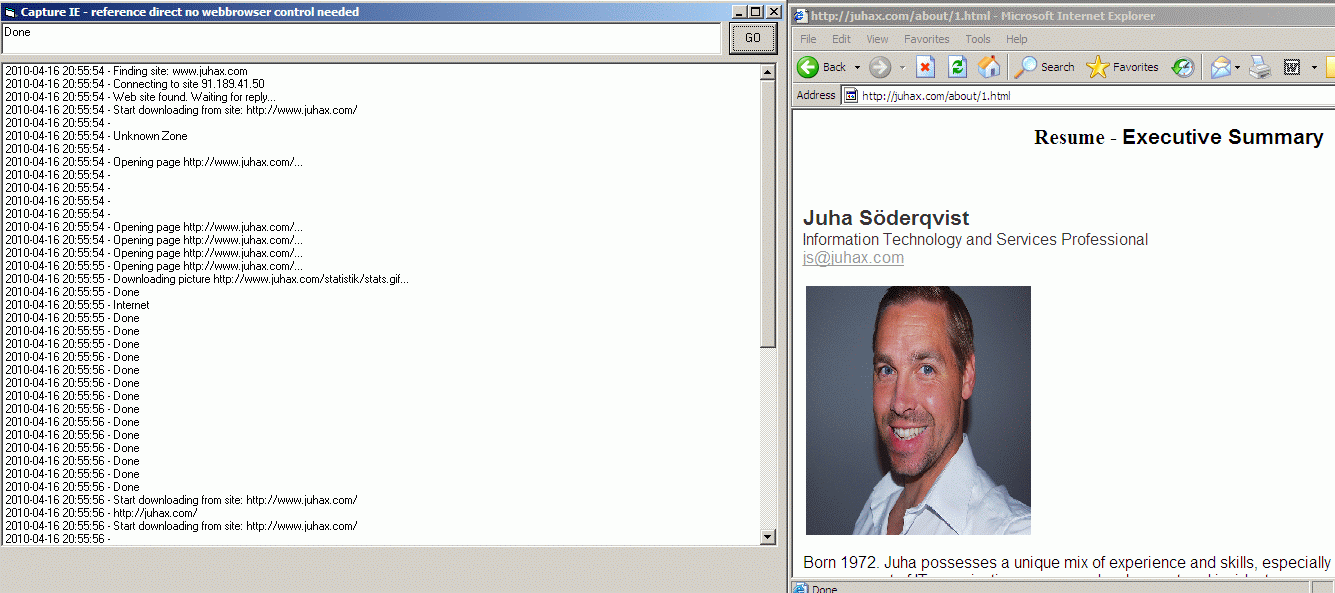 Capture IE - reference direct no webbrowser control needed
Done
GO
2010-04-16 20:55:54 - Finding site: www.juhax.com
2010-04-16 20:55:54 - Connecting to site 91.189.41.50
2010-04-16 20:55:54 - Web site found. Waiting for reply...
2010-04-16 20:55:54 - Start downloading from site: http://www.juhax.com/
2010-04-16 20:55:54 -
2010-04-16 20:55:54 - Unknown Zone
2010-04-16 20:55:54 -
2010-04-16 20:55:54 - Opening page http://www.juhax.com/...
2010-04-16 20:55:54 -
2010-04-16 20:55:54 -
2010-04-16 20:55:54 -
2010-04-16 20:55:54 -
2010-04-16 20:55:54 - Opening page http://www.juhax.com/...
2010-04-16 20:55:54 - Opening page http://www.juhax.com/...
2010-04-16 20:55:54 - Opening page http://www.juhax.com/...
2010-04-16 20:55:55 - Opening page http://www.juhax.com/...
2010-04-16 20:55:55 - Downloading picture http://www.juhax.com/statistik/stats.gif...
2010-04-16 20:55:55 - Done
2010-04-16 20:55:55 - Internet
2010-04-16 20:55:55 - Done
2010-04-16 20:55:55 - Done
2010-04-16 20:55:55 - Done
2010-04-16 20:55:56 - Done
2010-04-16 20:55:56 - Done
2010-04-16 20:55:56 - Done
2010-04-16 20:55:56 - Done
2010-04-16 20:55:56 - Done
2010-04-16 20:55:56 - Done
2010-04-16 20:55:56 - Done
2010-04-16 20:55:56 - Done
2010-04-16 20:55:56 - Done
2010-04-16 20:55:56 - Done
2010-04-16 20:55:56 - Done
2010-04-16 20:55:56 - Start downloading from site: http://www.juhax.com/
2010-04-16 20:55:56 - http://juhax.com/
2010-04-16 20:55:56 - Start downloading from site: http://www.juhax.com/
2010-04-16 20:55:56 -
http://juhax.com/about/1.html - Microsoft Internet Explorer
File Edit View Favorites Tools Help
Back Search Favorites W
Address http://juhax.com/about/1.html
Resume - Executive Summary
Juha Söderqvist
Information Technology and Services Professional
js@juhax.com
Born 1972. Juha possesses a unique mix of experience and skills, especially
Done